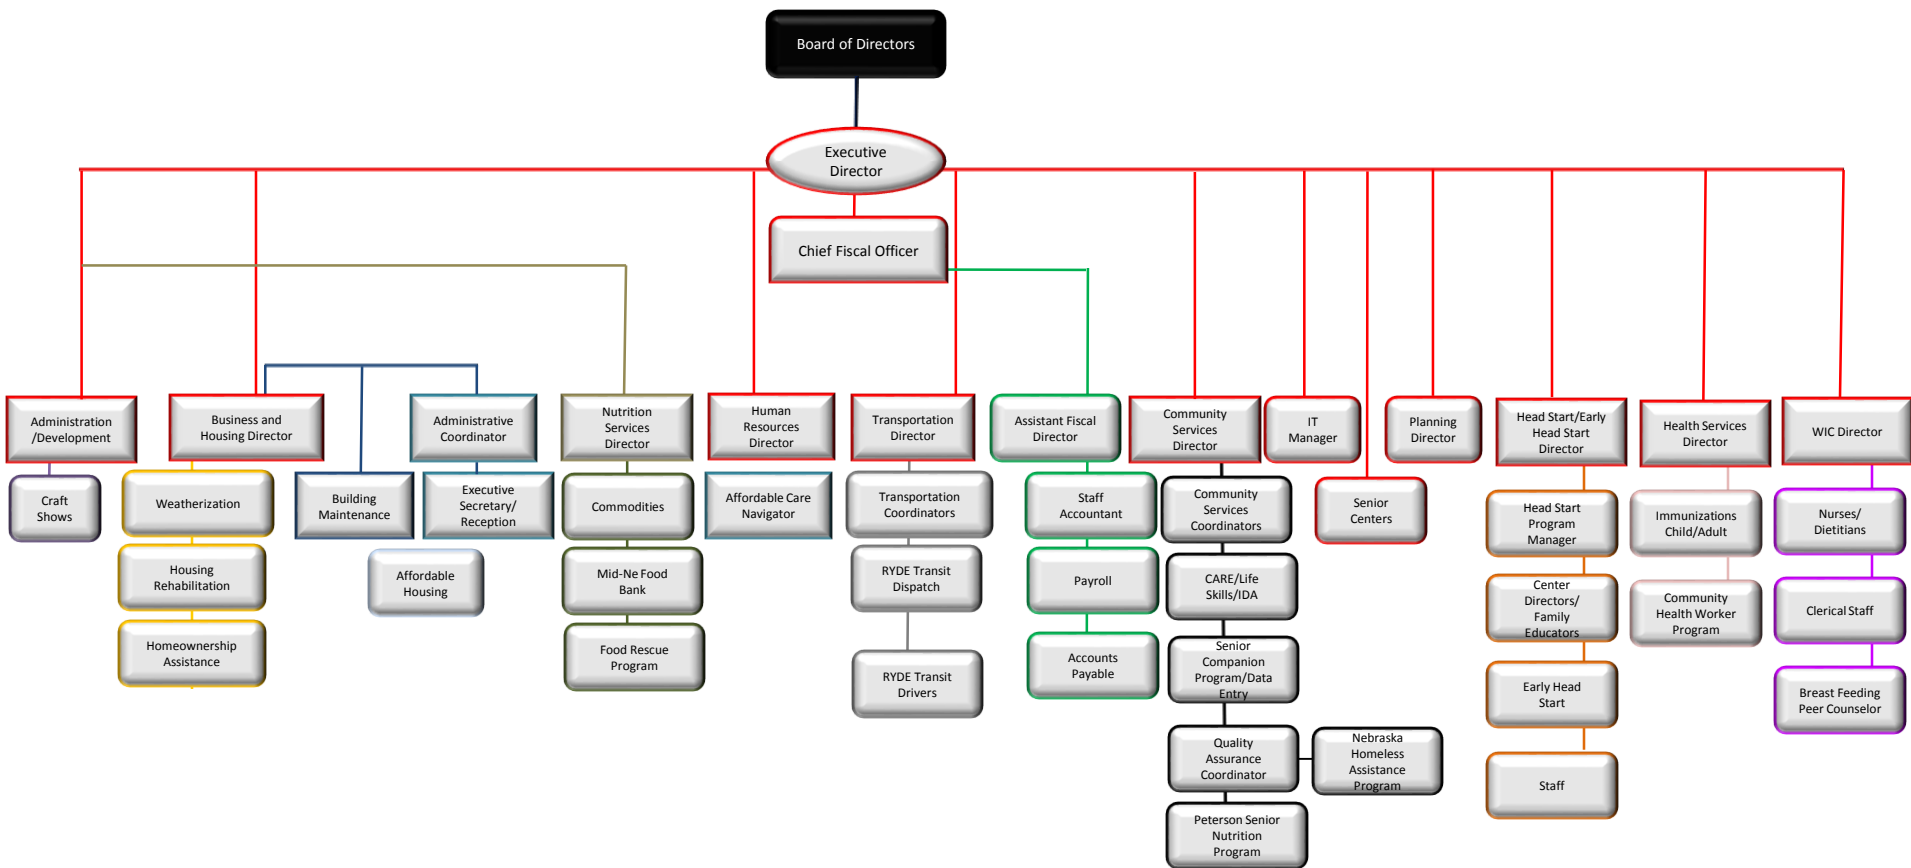 Board of Directors
Executive
Director
Chief Fiscal Officer
Administration
/Development
Business and
Housing Director
Administrative
Coordinator
Nutrition
Services
Director
Human
Resources
Director
Transportation
Director
Assistant Fiscal
Director
Community
Services
Director
IT
Manager
Planning
Director
Head Start/Early
Head Start
Director
Health Services
Director
WIC Director
Craft
Shows
Weatherization
Building
Maintenance
Executive
Secretary/
Reception
Commodities
Affordable Care
Navigator
Transportation
Coordinators
Staff
Accountant
Community
Services
Coordinators
Senior
Centers
Head Start
Program
Manager
Immunizations
Child/Adult
Nurses/
Dietitians
Housing
Rehabilitation
Affordable
Housing
Mid-Ne Food
Bank
RYDE Transit
Dispatch
Payroll
CARE/Life
Skills/IDA
Center
Directors/
Family
Educators
Community
Health Worker
Program
Clerical Staff
Homeownership
Assistance
Food Rescue
Program
RYDE Transit
Drivers
Accounts
Payable
Senior
Companion
Program/Data
Entry
Early Head
Start
Breast Feeding
Peer Counselor
Quality
Assurance
Coordinator
Nebraska
Homeless
Assistance
Program
Staff
Peterson Senior
Nutrition
Program